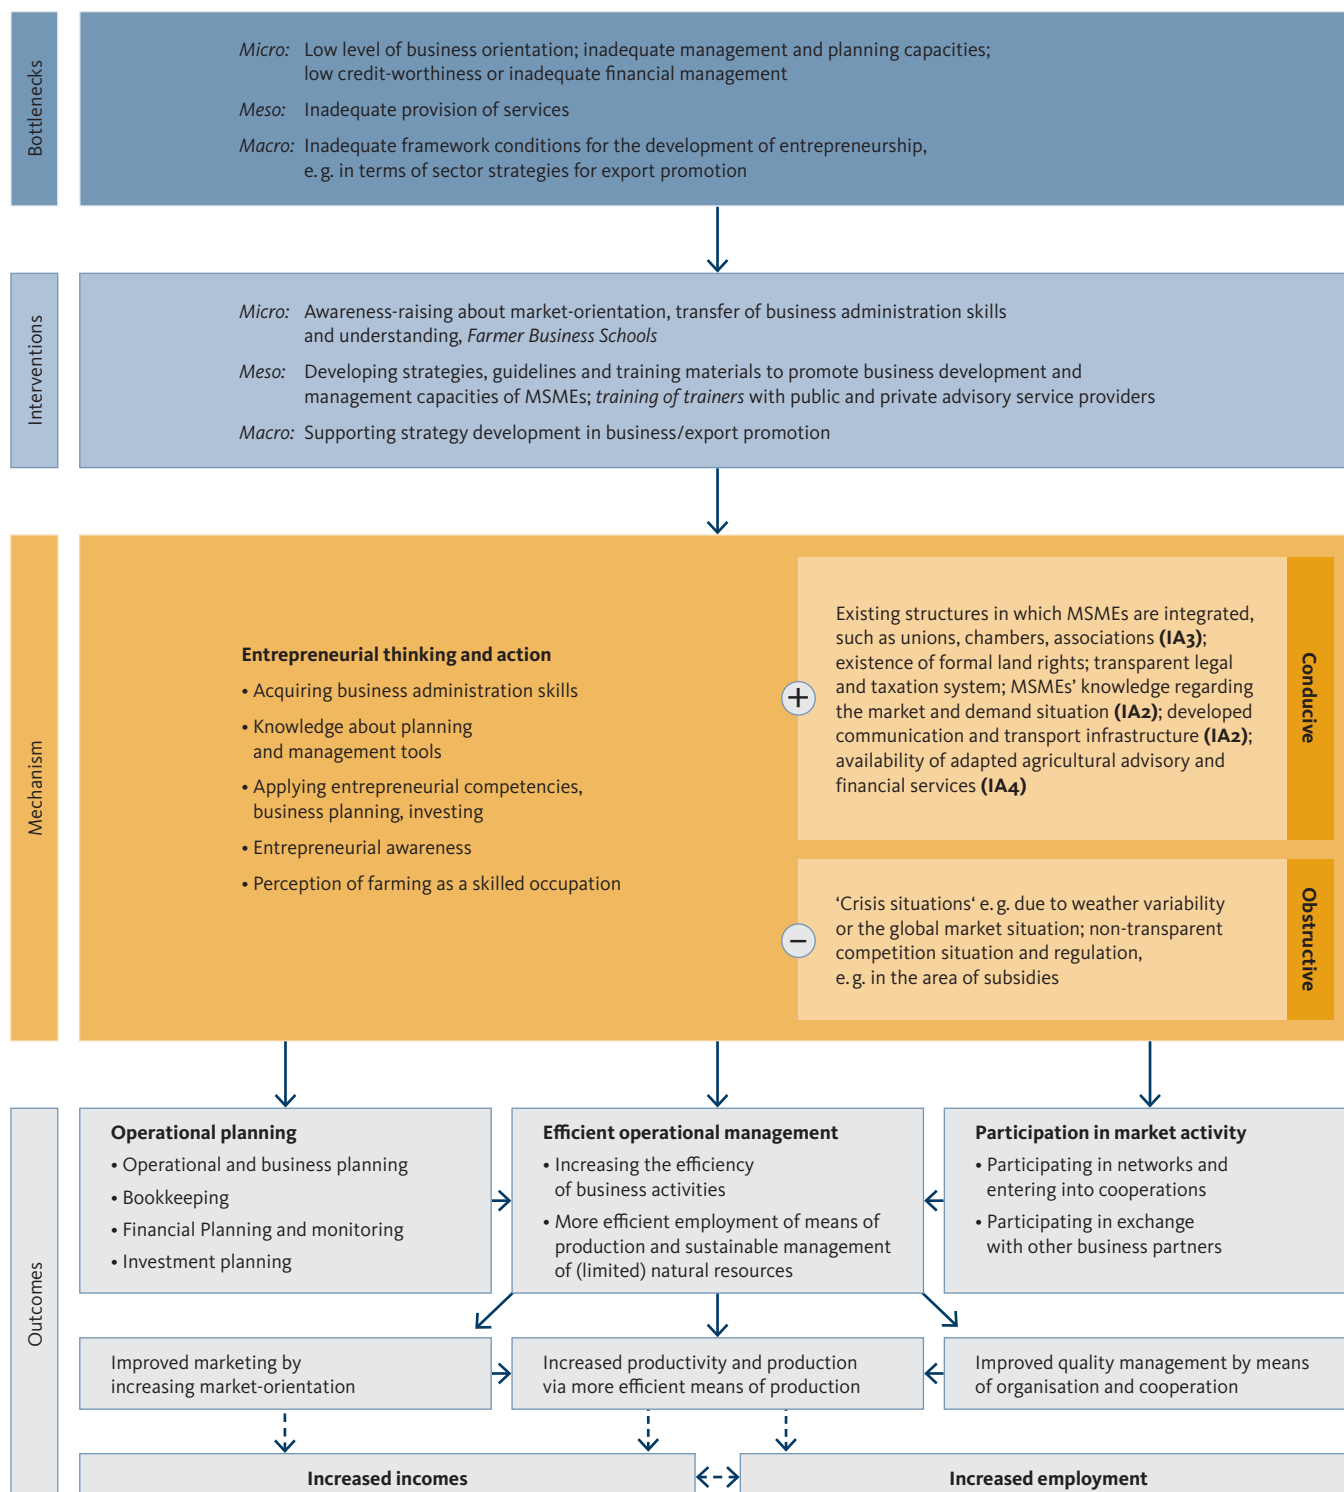 Bottlenecks
Micro: Low level of business orientation; inadequate management and planning capacities;
low credit-worthiness or inadequate financial management
Meso: Inadequate provision of services
Macro: Inadequate framework conditions for the development of entrepreneurship,
e. g. in terms of sector strategies for export promotion
Interventions
Micro: Awareness-raising about market-orientation, transfer of business administration skills
and understanding, Farmer Business Schools
Meso: Developing strategies, guidelines and training materials to promote business development and
management capacities of MSMEs; training of trainers with public and private advisory service providers
Macro: Supporting strategy development in business/export promotion
Mechanism
Entrepreneurial thinking and action
• Acquiring business administration skills
• Knowledge about planning
and management tools
• Applying entrepreneurial competencies,
business planning, investing
• Entrepreneurial awareness
• Perception of farming as a skilled occupation
+
Existing structures in which MSMEs are integrated,
such as unions, chambers, associations (IA3);
existence of formal land rights; transparent legal
and taxation system; MSMEs' knowledge regarding
the market and demand situation (IA2); developed
communication and transport infrastructure (IA2);
availability of adapted agricultural advisory and
financial services (IA4)
Conducive
–
‘Crisis situations‘ e. g. due to weather variability
or the global market situation; non-transparent
competition situation and regulation,
e. g. in the area of subsidies
Obstructive
Outcomes
Operational planning
• Operational and business planning
• Bookkeeping
• Financial Planning and monitoring
• Investment planning
Efficient operational management
• Increasing the efficiency
of business activities
• More efficient employment of means of
production and sustainable management
of (limited) natural resources
Participation in market activity
• Participating in networks and
entering into cooperations
• Participating in exchange
with other business partners
Improved marketing by
increasing market-orientation
Increased productivity and production
via more efficient means of production
Improved quality management by means
of organisation and cooperation
Increased incomes
Increased employment